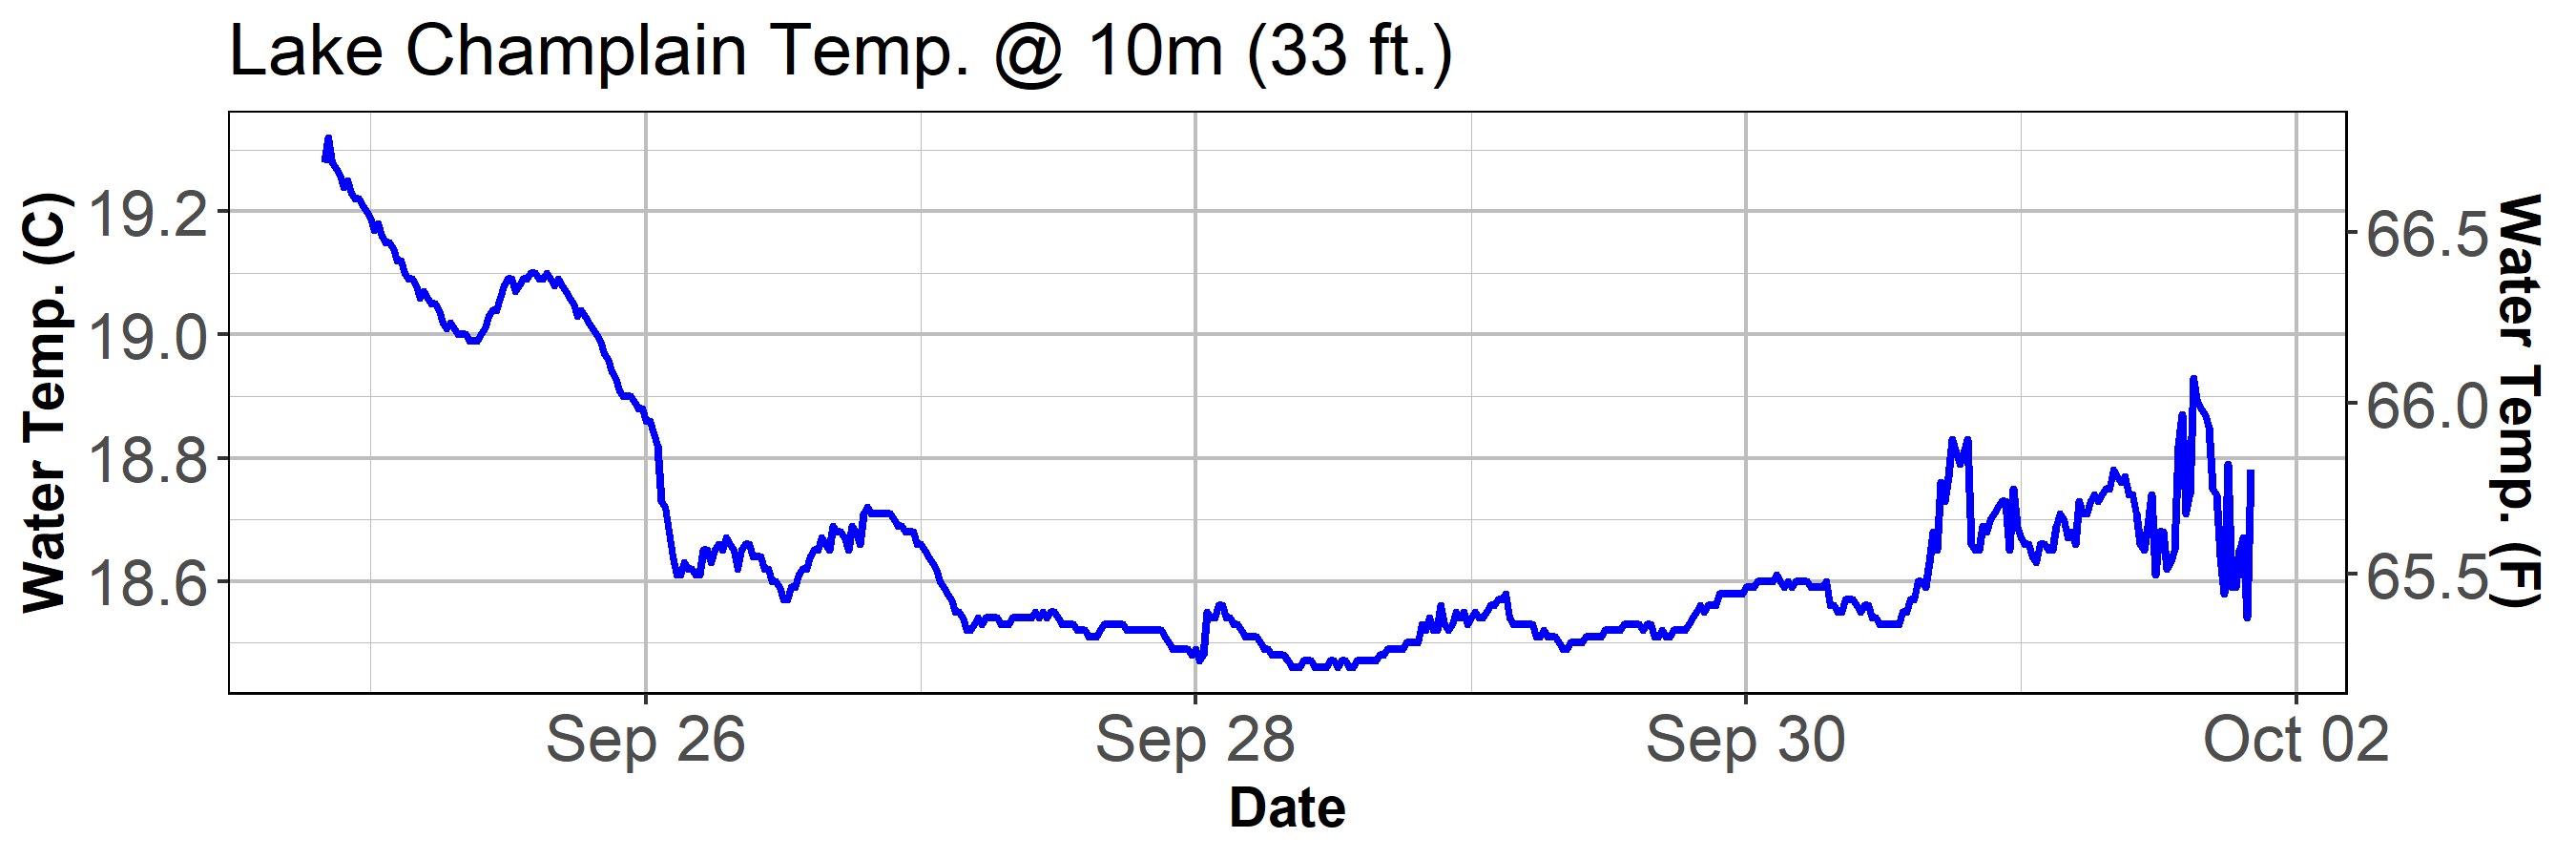 Lake Champlain Temp. @ 10m (33 ft.)
Water Temp. (C)
19.2
19.0
18.8
18.6
66.5
66.0
65.5
Water Temp. (F)
Sep 26
Sep 28
Sep 30
Oct 02
Date